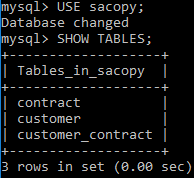 mysql> USE sacopy;
Database changed
mysql> SHOW TABLES;
+-------------------+
| Tables_in_sacopy  |
+-------------------+
| contract          |
| customer          |
| customer_contract |
+-------------------+
3 rows in set (0.00 sec)